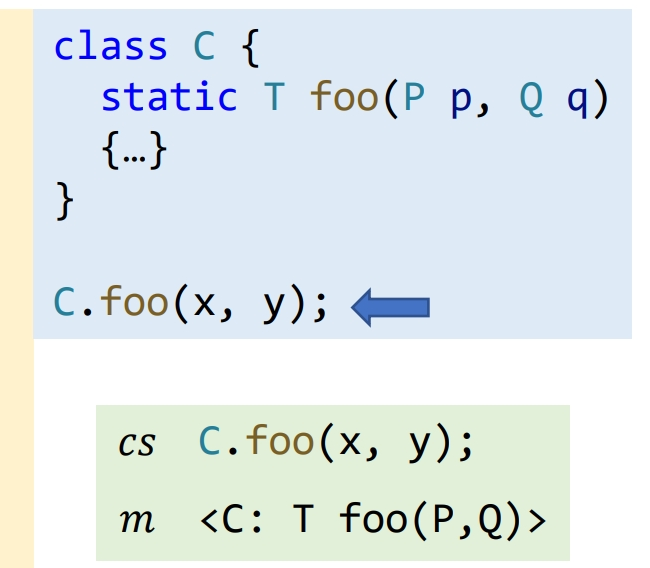 class C {
static T foo(P p, Q q)
{…}
}
C.foo(x, y);
cs C.foo(x, y);
m <C: T foo(P,Q)>